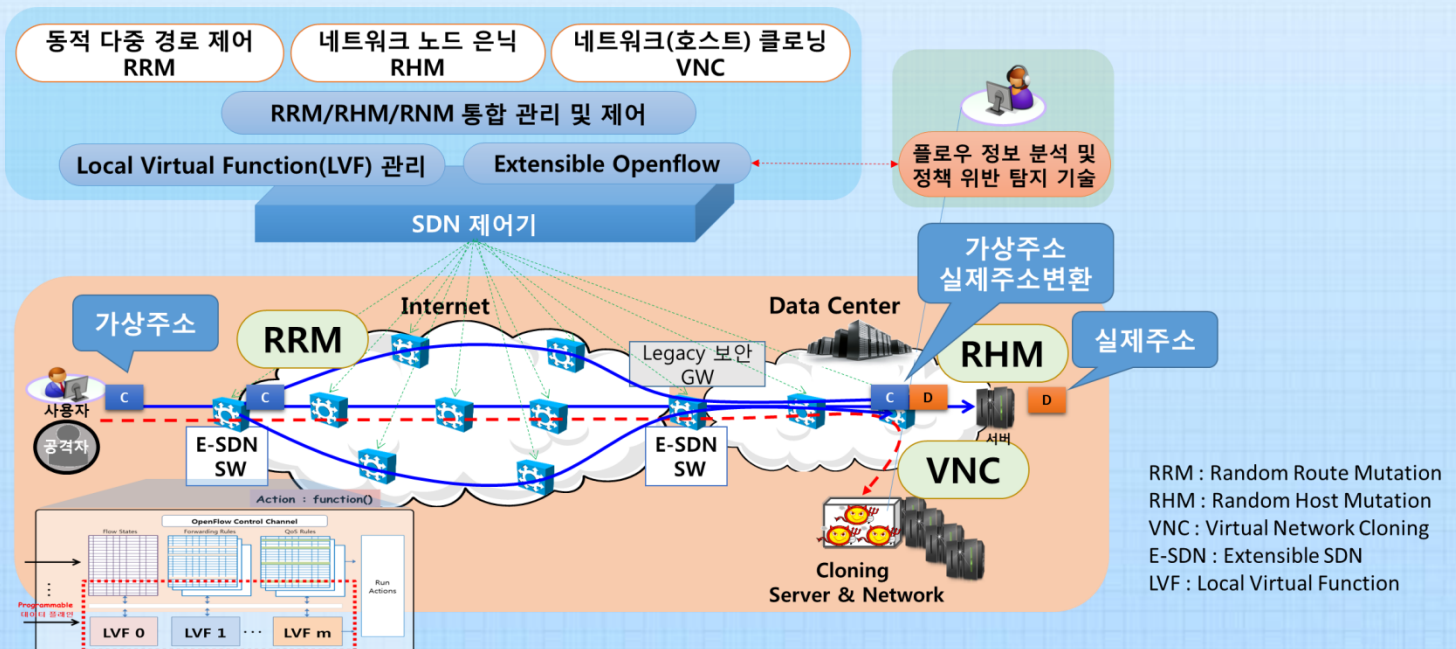 동적 다중 경로 제어
RRM
네트워크 노드 은닉
RHM
네트워크(호스트) 클로닝
VNC
RRM/RHM/RNM 통합 관리 및 제어
Local Virtual Function(LVF) 관리
Extensible Openflow
플로우 정보 분석 및
정책 위반 탐지 기술
SDN 제어기
가상주소
실제주소변환
Internet
Data Center
가상주소
RRM
Legacy 보안
GW
RHM
실제주소
C
C
C
D
D
사용자
공격자
서버
E-SDN
SW
E-SDN
SW
VNC
Cloning
Server & Network
RRM : Random Route Mutation
RHM : Random Host Mutation
VNC : Virtual Network Cloning
E-SDN : Extensible SDN
LVF : Local Virtual Function
Action : function()
OpenFlow Control Channel
Flow States
Forwarding Rules
QoS Rules
Run
Actions
Programmable
데이터 플레인
LVF 0
LVF 1
···
LVF m